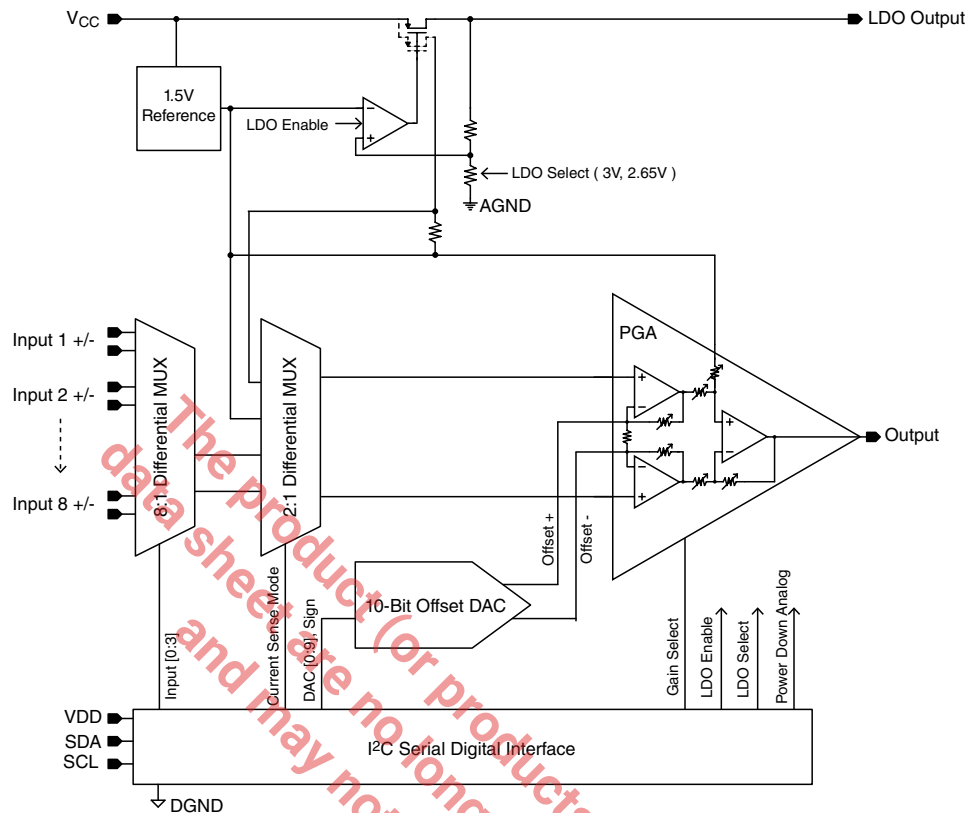 VCC
LDO Output
1.5V
Reference
LDO Enable
LDO Select ( 3V, 2.65V )
AGND
PGA
Input 1 +/-
Input 2 +/-
Input 8 +/-
8:1 Differential MUX
2:1 Differential MUX
Output
Offset +
Offset -
10-Bit Offset DAC
Input [0:3]
Current Sense Mode
DAC [0:9], Sign
Gain Select
LDO Enable
LDO Select
Power Down Analog
VDD
SDA
SCL
I²C Serial Digital Interface
DGND
The product (or products
data sheet are no long
and may not